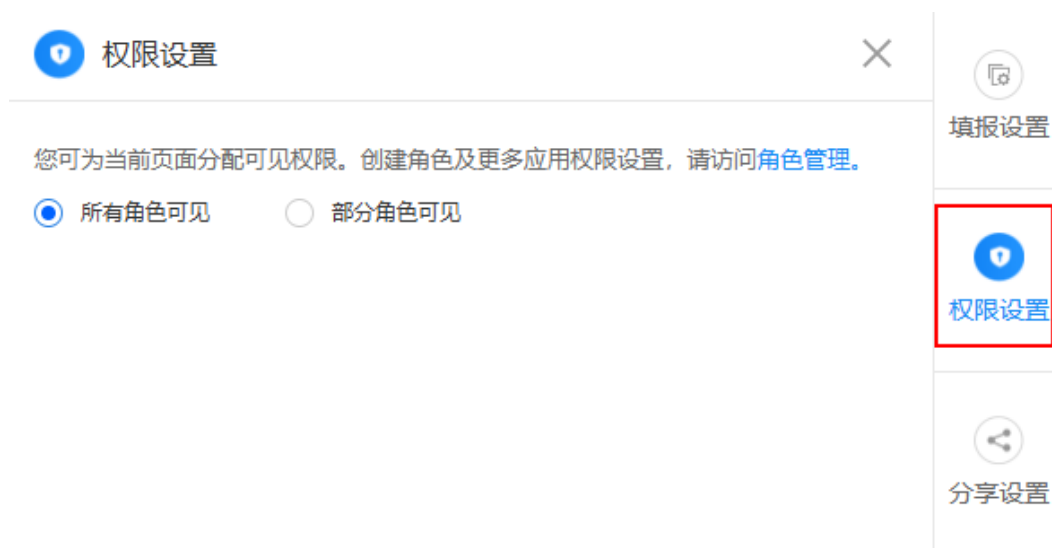 权限设置
您可为当前页面分配可见权限。创建角色及更多应用权限设置，请访问角色管理。
所有角色可见 部分角色可见
填报设置
权限设置
分享设置